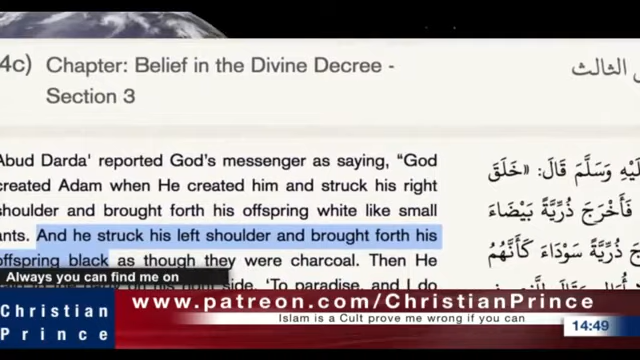 4c) Chapter: Belief in the Divine Decree -
Section 3
الثالث
Abud Darda' reported God's messenger as saying, "God
created Adam when He created him and struck his right
shoulder and brought forth his offspring white like small
ants. And he struck his left shoulder and brought forth his
offspring black as though they were charcoal. Then He
side, 'To paradise, and I do
وَسَلَّمَ قَالَ: «خَلَقَ
فَأَخْرَجَ ذُرِّيَّةً بَيْضَاءَ
ذُرِّيَّةً سَوْدَاءَ كَأَنَّهُمُ
Always you can find me on
Christian
Prince
www.patreon.com/ChristianPrince
Islam is a Cult prove me wrong if you can
14:49